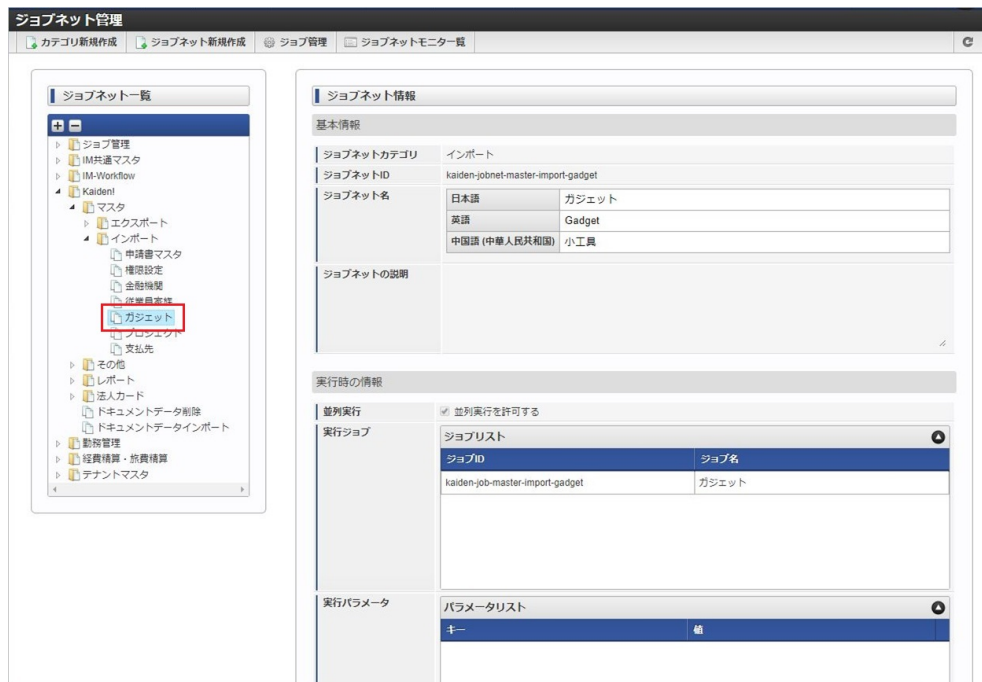 ジョブネット管理
カテゴリ新規作成 ジョブネット新規作成 ジョブ管理 ジョブネットモニタ一覧
ジョブネット一覧
ジョブ管理
IM共通マスタ
IM-Workflow
Kaiden!
マスタ
エクスポート
インポート
申請書マスタ
権限設定
金融機関
従業員家族
ガジェット
プロジェクト
支払先
その他
レポート
法人カード
ドキュメントデータ削除
ドキュメントデータインポート
勤務管理
経費精算・旅費精算
テナントマスタ
ジョブネット情報
基本情報
ジョブネットカテゴリ インポート
ジョブネットID kaiden-jobnet-master-import-gadget
ジョブネット名 日本語 ガジェット
英語 Gadget
中国語 (中華人民共和国) 小工具
ジョブネットの説明
実行時の情報
並列実行 並列実行を許可する
実行ジョブ ジョブリスト
ジョブID ジョブ名
kaiden-job-master-import-gadget ガジェット
実行パラメータ パラメータリスト
キー 値